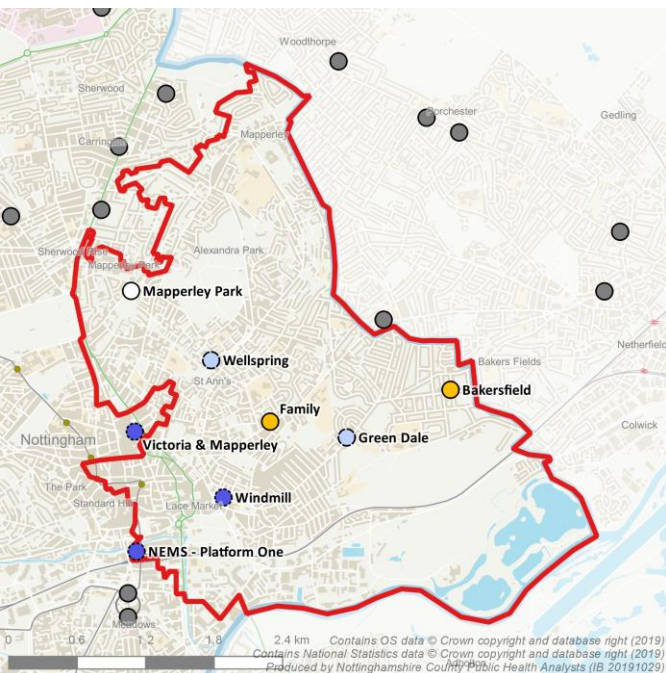 Woodthorpe
Sherwood
Porchester
Gedling
Mapperley
Carrington
Alexandra Park
Sherwood Rise
Mapperley Park
Mapperley Park
Netherfield
Wellspring
Bakers Fields
St Ann's
Bakersfield
Family
Colwick
Nottingham
Green Dale
Victoria & Mapperley
The Park
Windmill
Standard Hill
Lace Market
NEMS - Platform One
Meadows
0 0.6 1.2 1.8 2.4 km
Contains OS data © Crown copyright and database right (2019)
Contains National Statistics data © Crown copyright and database right (2019)
Produced by Nottinghamshire County Public Health Analysts (IB 20191029)